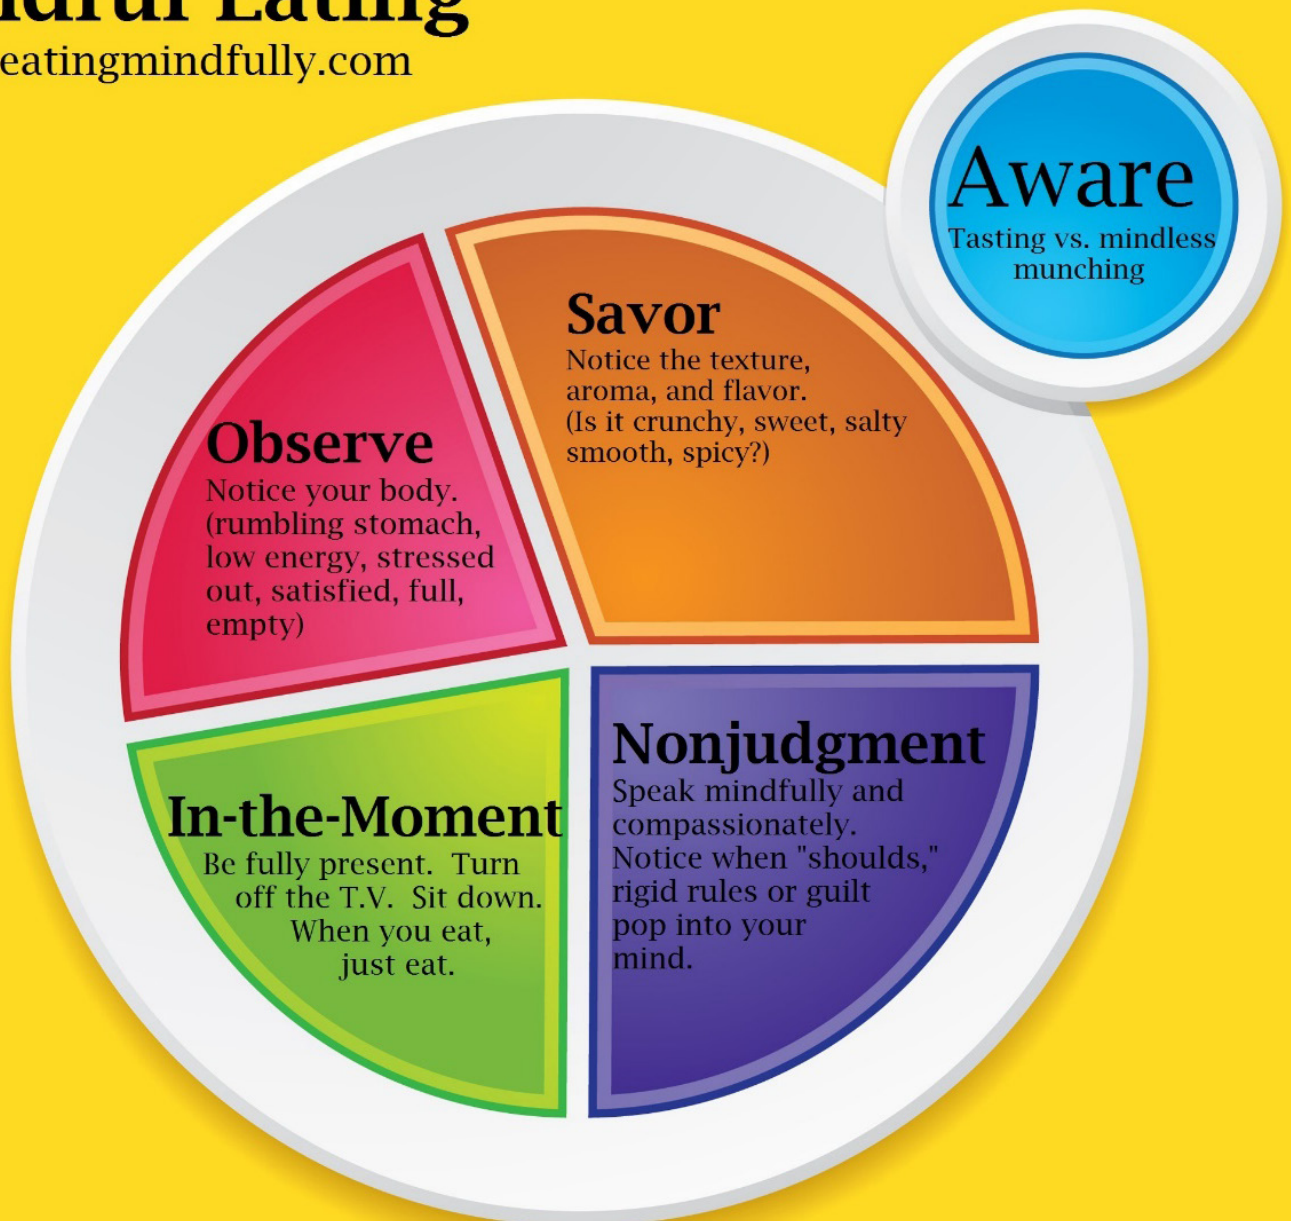 Eating
eatingmindfully.com
Aware
Tasting vs. mindless
munching
Savor
Notice the texture,
aroma, and flavor.
(Is it crunchy, sweet, salty
smooth, spicy?)
Observe
Notice your body.
(rumbling stomach,
low energy, stressed
out, satisfied, full,
empty)
Nonjudgment
Speak mindfully and
compassionately.
Notice when "shoulds,"
rigid rules or guilt
pop into your
mind.
In-the-Moment
Be fully present. Turn
off the T.V. Sit down.
When you eat,
just eat.